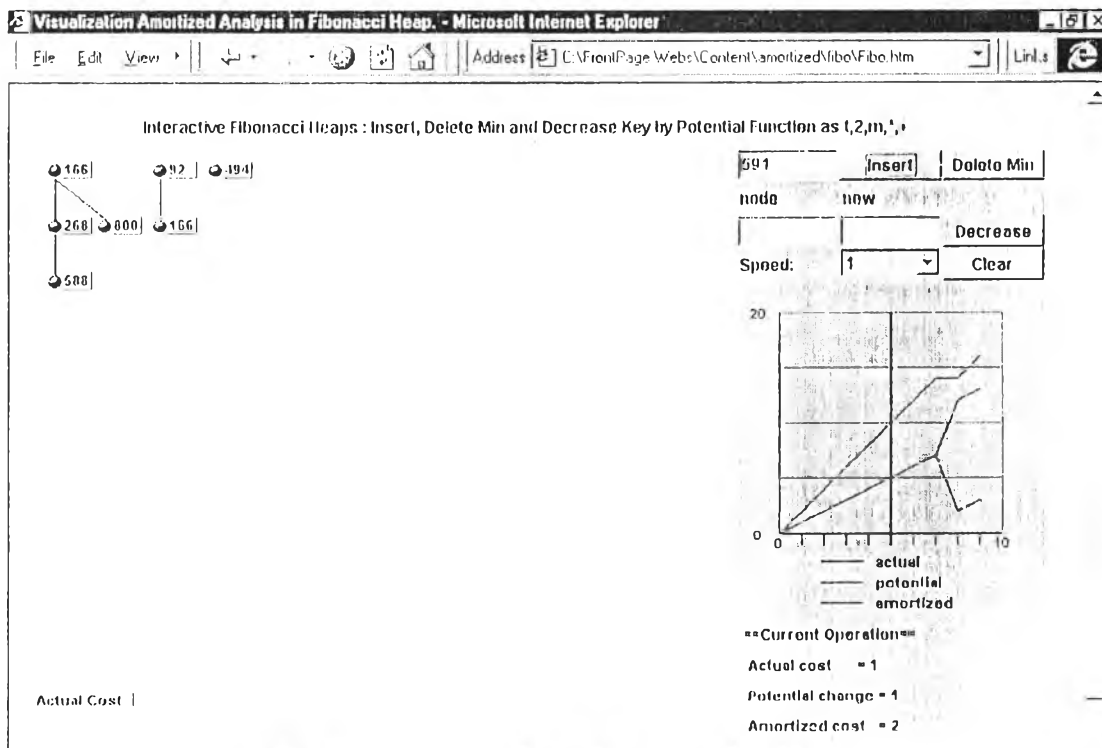 Visualization Amortized Analysis in Fibonacci Heap. - Microsoft Internet Explorer
File Edit View Address C:\FrontPage Webs\Content\amortized\fibo\Fibo.htm
Interactive Fibonacci Heaps : Insert, Delete Min and Decrease Key by Potential Function as
166 92 494
591 Insert Delete Min
node new
268 800 166
Decrease
Speed: 1 Clear
588
20
0
0 10
actual
potential
amortized
**Current Operation**
Actual cost = 1
Actual Cost
Potential change = 1
Amortized cost = 2